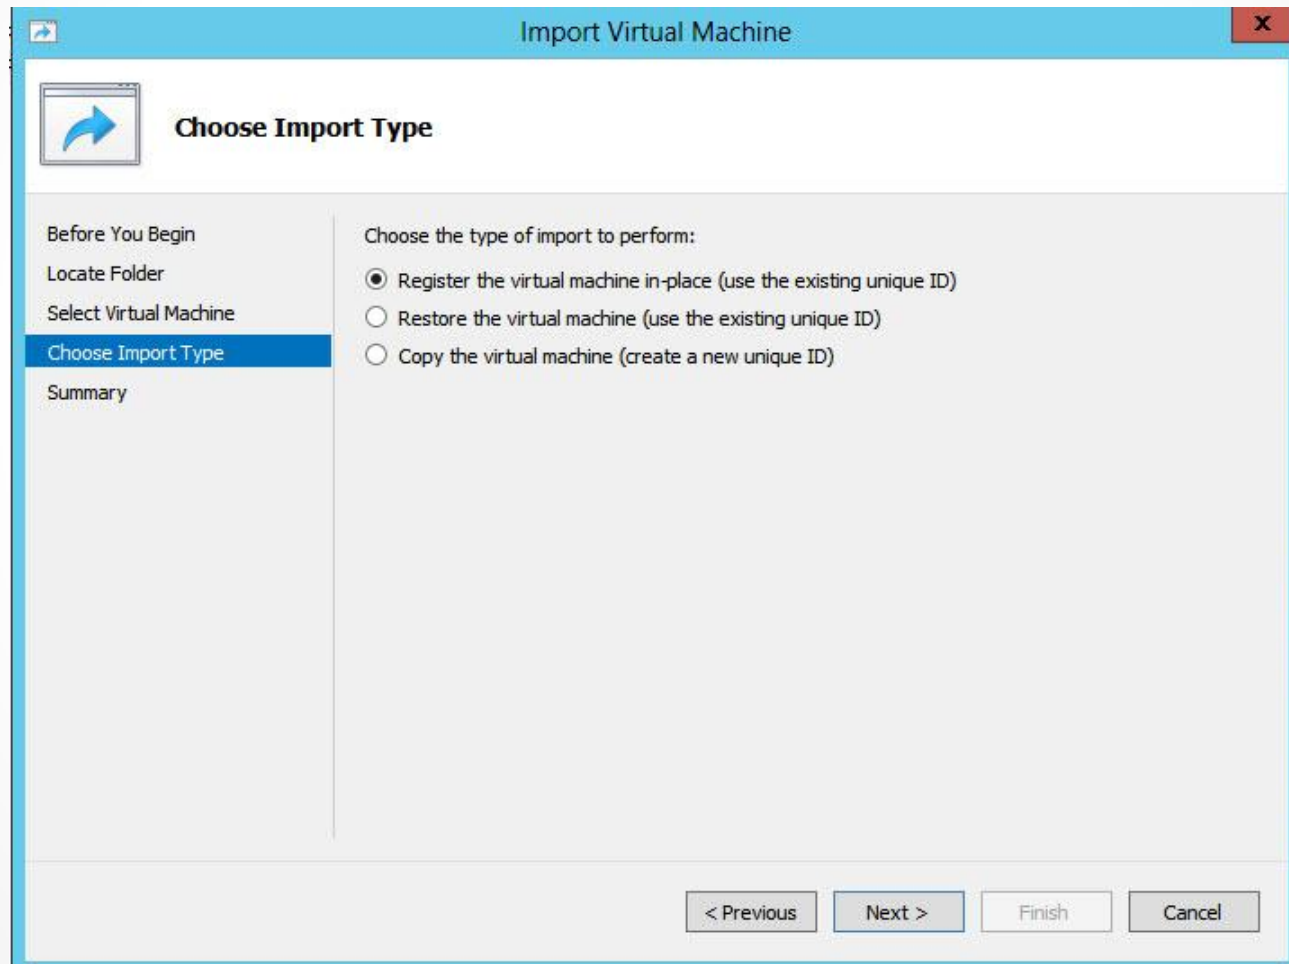 Import Virtual Machine
X
Choose Import Type
Before You Begin
Locate Folder
Select Virtual Machine
Choose Import Type
Summary
Choose the type of import to perform:
Register the virtual machine in-place (use the existing unique ID)
Restore the virtual machine (use the existing unique ID)
Copy the virtual machine (create a new unique ID)
< Previous
Next >
Finish
Cancel